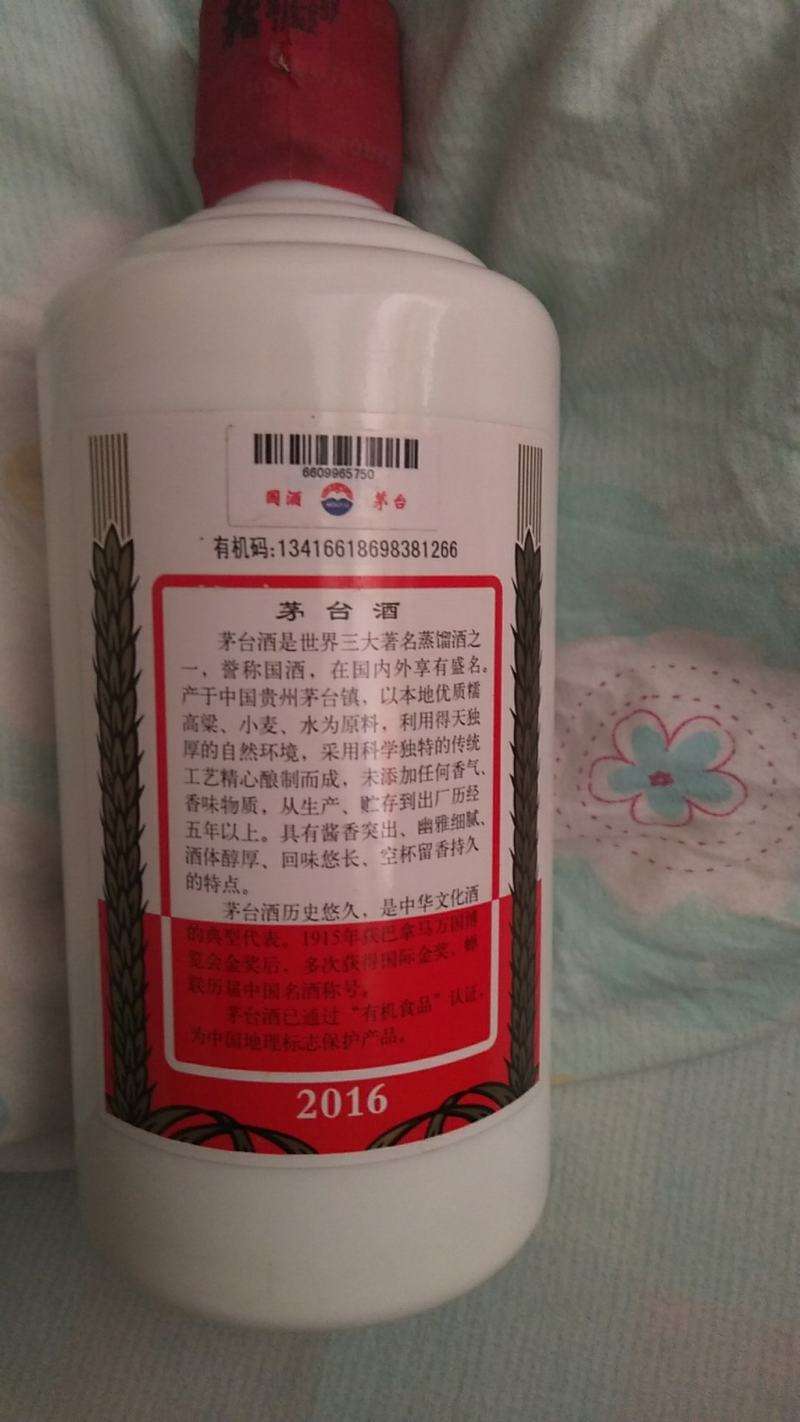 6609965750
国酒 茅台
有机码:13416618698381266
茅台酒
茅台酒是世界三大著名蒸馏酒之
一，誉称国酒，在国内外享有盛名。
产于中国贵州茅台镇，以本地优质糯
高粱、小麦、水为原料，利用得天独
厚的自然环境，采用科学独特的传统
工艺精心酿制而成，未添加任何香气、
香味物质，从生产、贮存到出厂历经
五年以上。具有酱香突出、幽雅细腻、
酒体醇厚、回味悠长、空杯留香持久
的特点。
茅台酒历史悠久，是中华文化酒
的典型代表。1915年获巴拿马万国博
览会金奖后，多次获得国际金奖，蝉
联历届中国名酒称号。
茅台酒已通过“有机食品”认证，
为中国地理标志保护产品。
2016